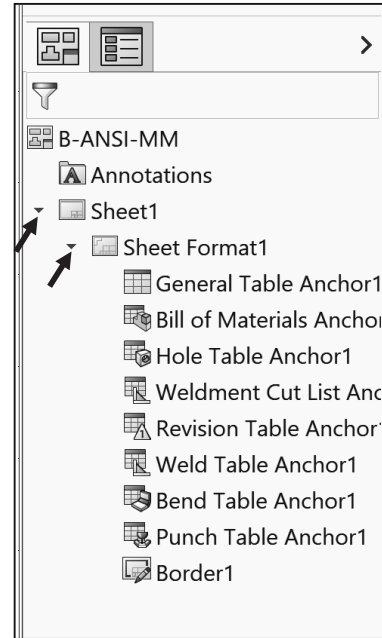 B-ANSI-MM
Annotations
Sheet1
Sheet Format1
General Table Anchor1
Bill of Materials Anchor
Hole Table Anchor1
Weldment Cut List Anc
Revision Table Anchor1
Weld Table Anchor1
Bend Table Anchor1
Punch Table Anchor1
Border1